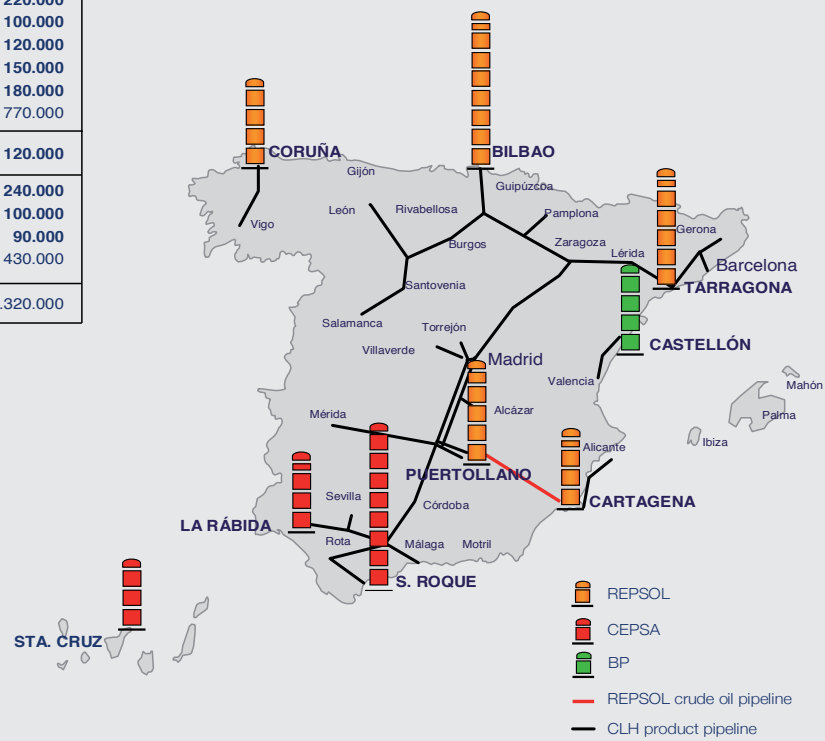 220.000
100.000
120.000
150.000
180.000
770.000
120.000
240.000
100.000
90.000
430.000
.320.000
CORUÑA
BILBAO
Gijón
Guipúzcoa
León
Rivabellosa
Pamplona
Vigo
Gerona
Burgos
Zaragoza
Lérida
Barcelona
Santovenia
TARRAGONA
Salamanca
Torrejón
Villaverde
Madrid
CASTELLÓN
Valencia
Mahón
Mérida
Alcázar
Palma
Ibiza
Alicante
PUERTOLLANO
Sevilla
Córdoba
CARTAGENA
LA RÁBIDA
Rota
Málaga
Motril
S. ROQUE
STA. CRUZ
REPSOL
CEPSA
BP
REPSOL crude oil pipeline
CLH product pipeline